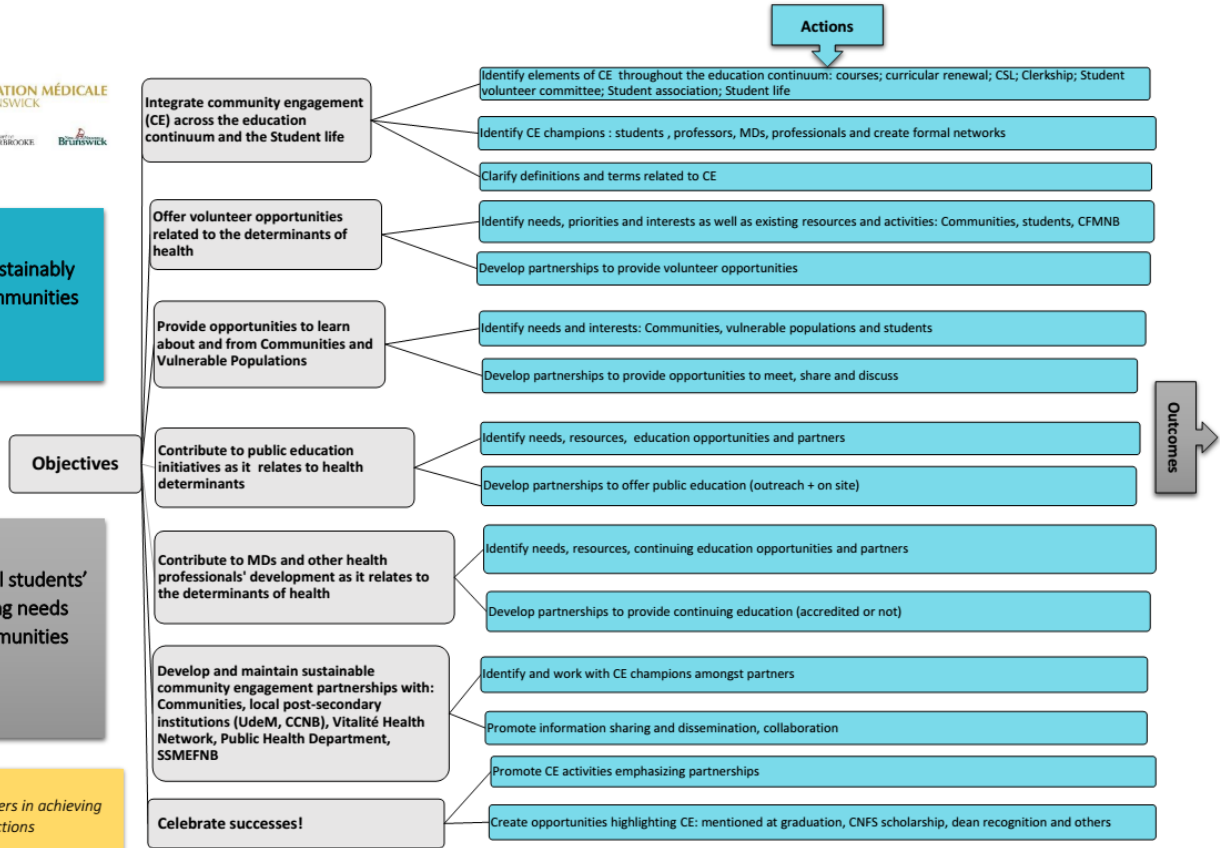 Actions
ATION MÉDICALE
NSWICK
Brunswick
Integrate community engagement
(CE) across the education
continuum and the Student life
Identify elements of CE throughout the education continuum: courses; curricular renewal; CSL; Clerkship; Student
volunteer committee; Student association; Student life
Identify CE champions : students , professors, MDs, professionals and create formal networks
Clarify definitions and terms related to CE
Offer volunteer opportunities
related to the determinants of
health
Identify needs, priorities and interests as well as existing resources and activities: Communities, students, CFMNB
Develop partnerships to provide volunteer opportunities
stainably
mmunities
Provide opportunities to learn
about and from Communities and
Vulnerable Populations
Identify needs and interests: Communities, vulnerable populations and students
Develop partnerships to provide opportunities to meet, share and discuss
Outcomes
Objectives
Contribute to public education
initiatives as it relates to health
determinants
Identify needs, resources, education opportunities and partners
Develop partnerships to offer public education (outreach + on site)
l students'
ng needs
munities
Contribute to MDs and other health
professionals' development as it relates to
the determinants of health
Identify needs, resources, continuing education opportunities and partners
Develop partnerships to provide continuing education (accredited or not)
Develop and maintain sustainable
community engagement partnerships with:
Communities, local post-secondary
institutions (UdeM, CCNB), Vitalité Health
Network, Public Health Department,
SSMEFNB
Identify and work with CE champions amongst partners
Promote information sharing and dissemination, collaboration
ers in achieving
ctions
Celebrate successes!
Promote CE activities emphasizing partnerships
Create opportunities highlighting CE: mentioned at graduation, CNFS scholarship, dean recognition and others